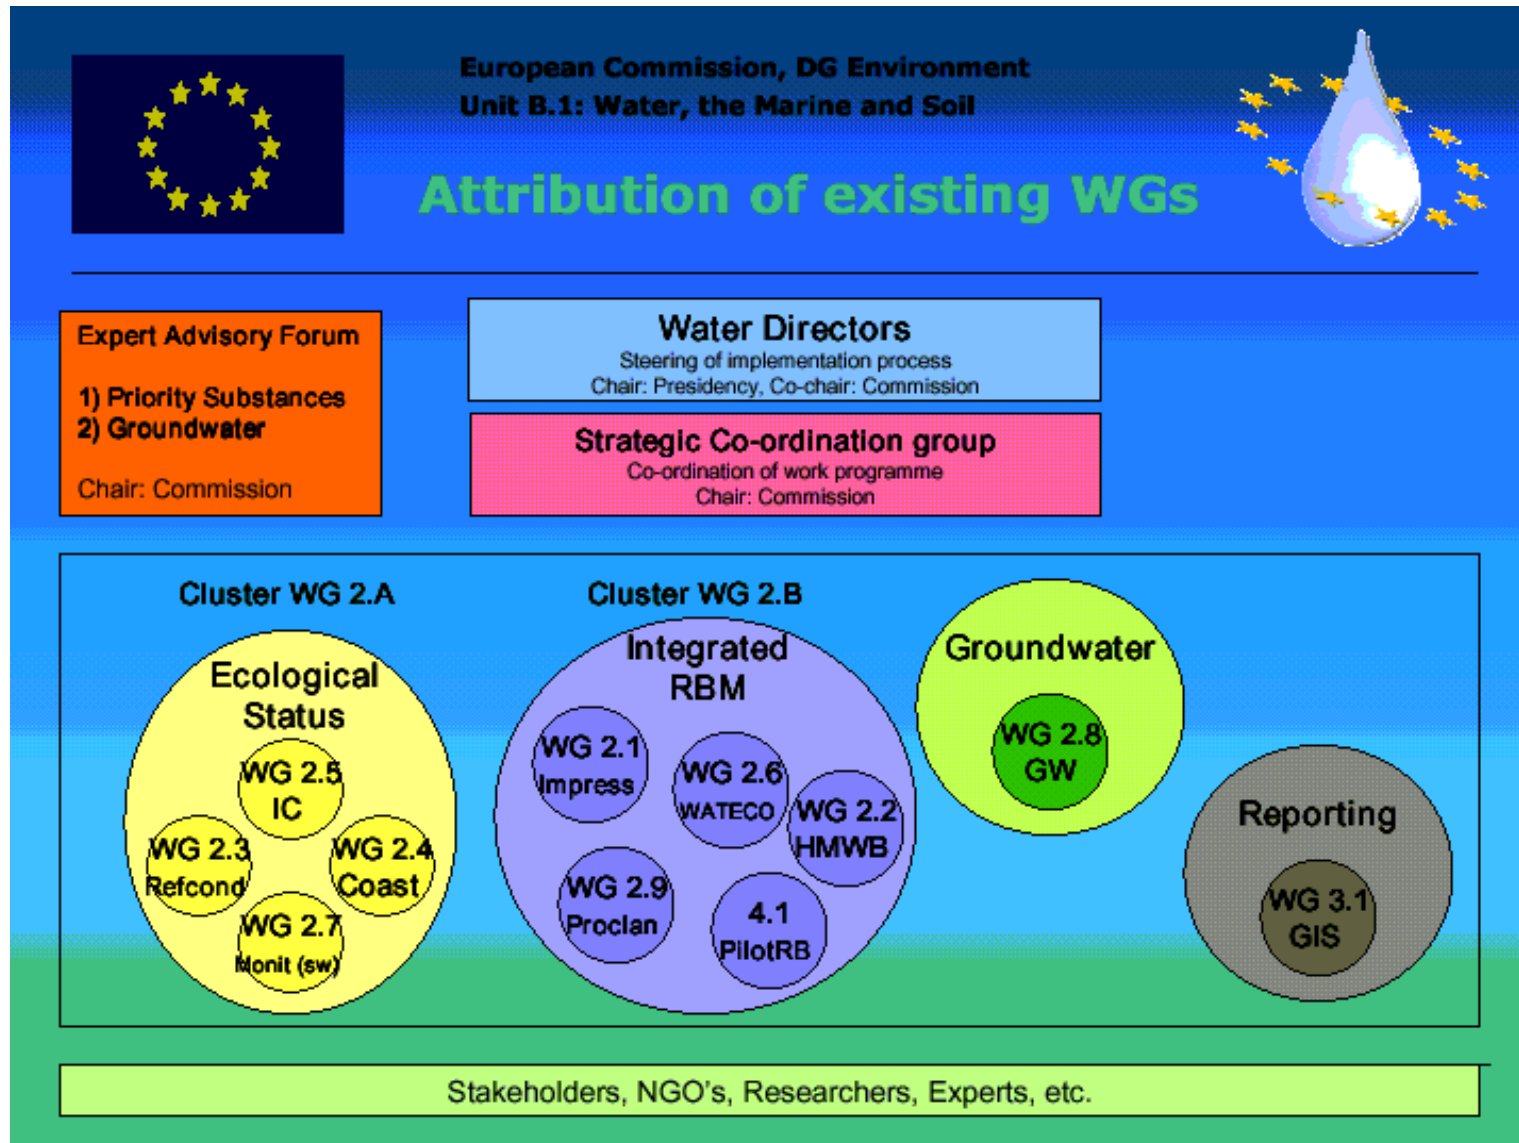 European Commission, DG Environment
Unit B.1: Water, the Marine and Soil
Attribution of existing WGs
Expert Advisory Forum
1) Priority Substances
2) Groundwater
Chair: Commission
Water Directors
Steering of implementation process
Chair: Presidency, Co-chair: Commission
Strategic Co-ordination group
Co-ordination of work programme
Chair: Commission
Cluster WG 2.A
Ecological
Status
WG 2.5
IC
WG 2.3
Refcond
WG 2.4
Coast
WG 2.7
Monit (sw)
Cluster WG 2.B
Integrated
RBM
WG 2.1
Impress
WG 2.6
WATECO
WG 2.2
HMWB
WG 2.9
Proclan
4.1
PilotRB
Groundwater
WG 2.8
GW
Reporting
WG 3.1
GIS
Stakeholders, NGO's, Researchers, Experts, etc.